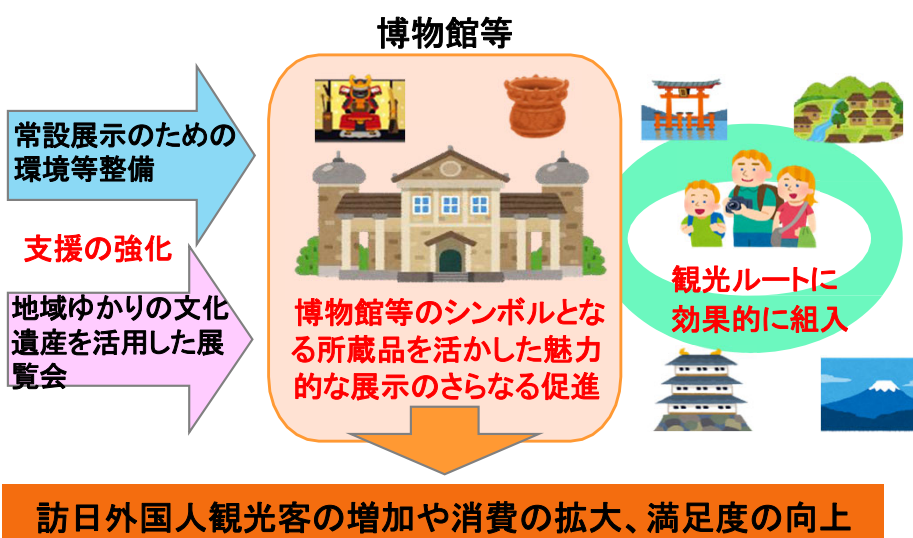 博物館等
常設展示のための
環境等整備
支援の強化
地域ゆかりの文化
遺産を活用した展
覧会
博物館等のシンボルとな
る所蔵品を活かした魅力
的な展示のさらなる促進
観光ルートに
効果的に組入
訪日外国人観光客の増加や消費の拡大、満足度の向上